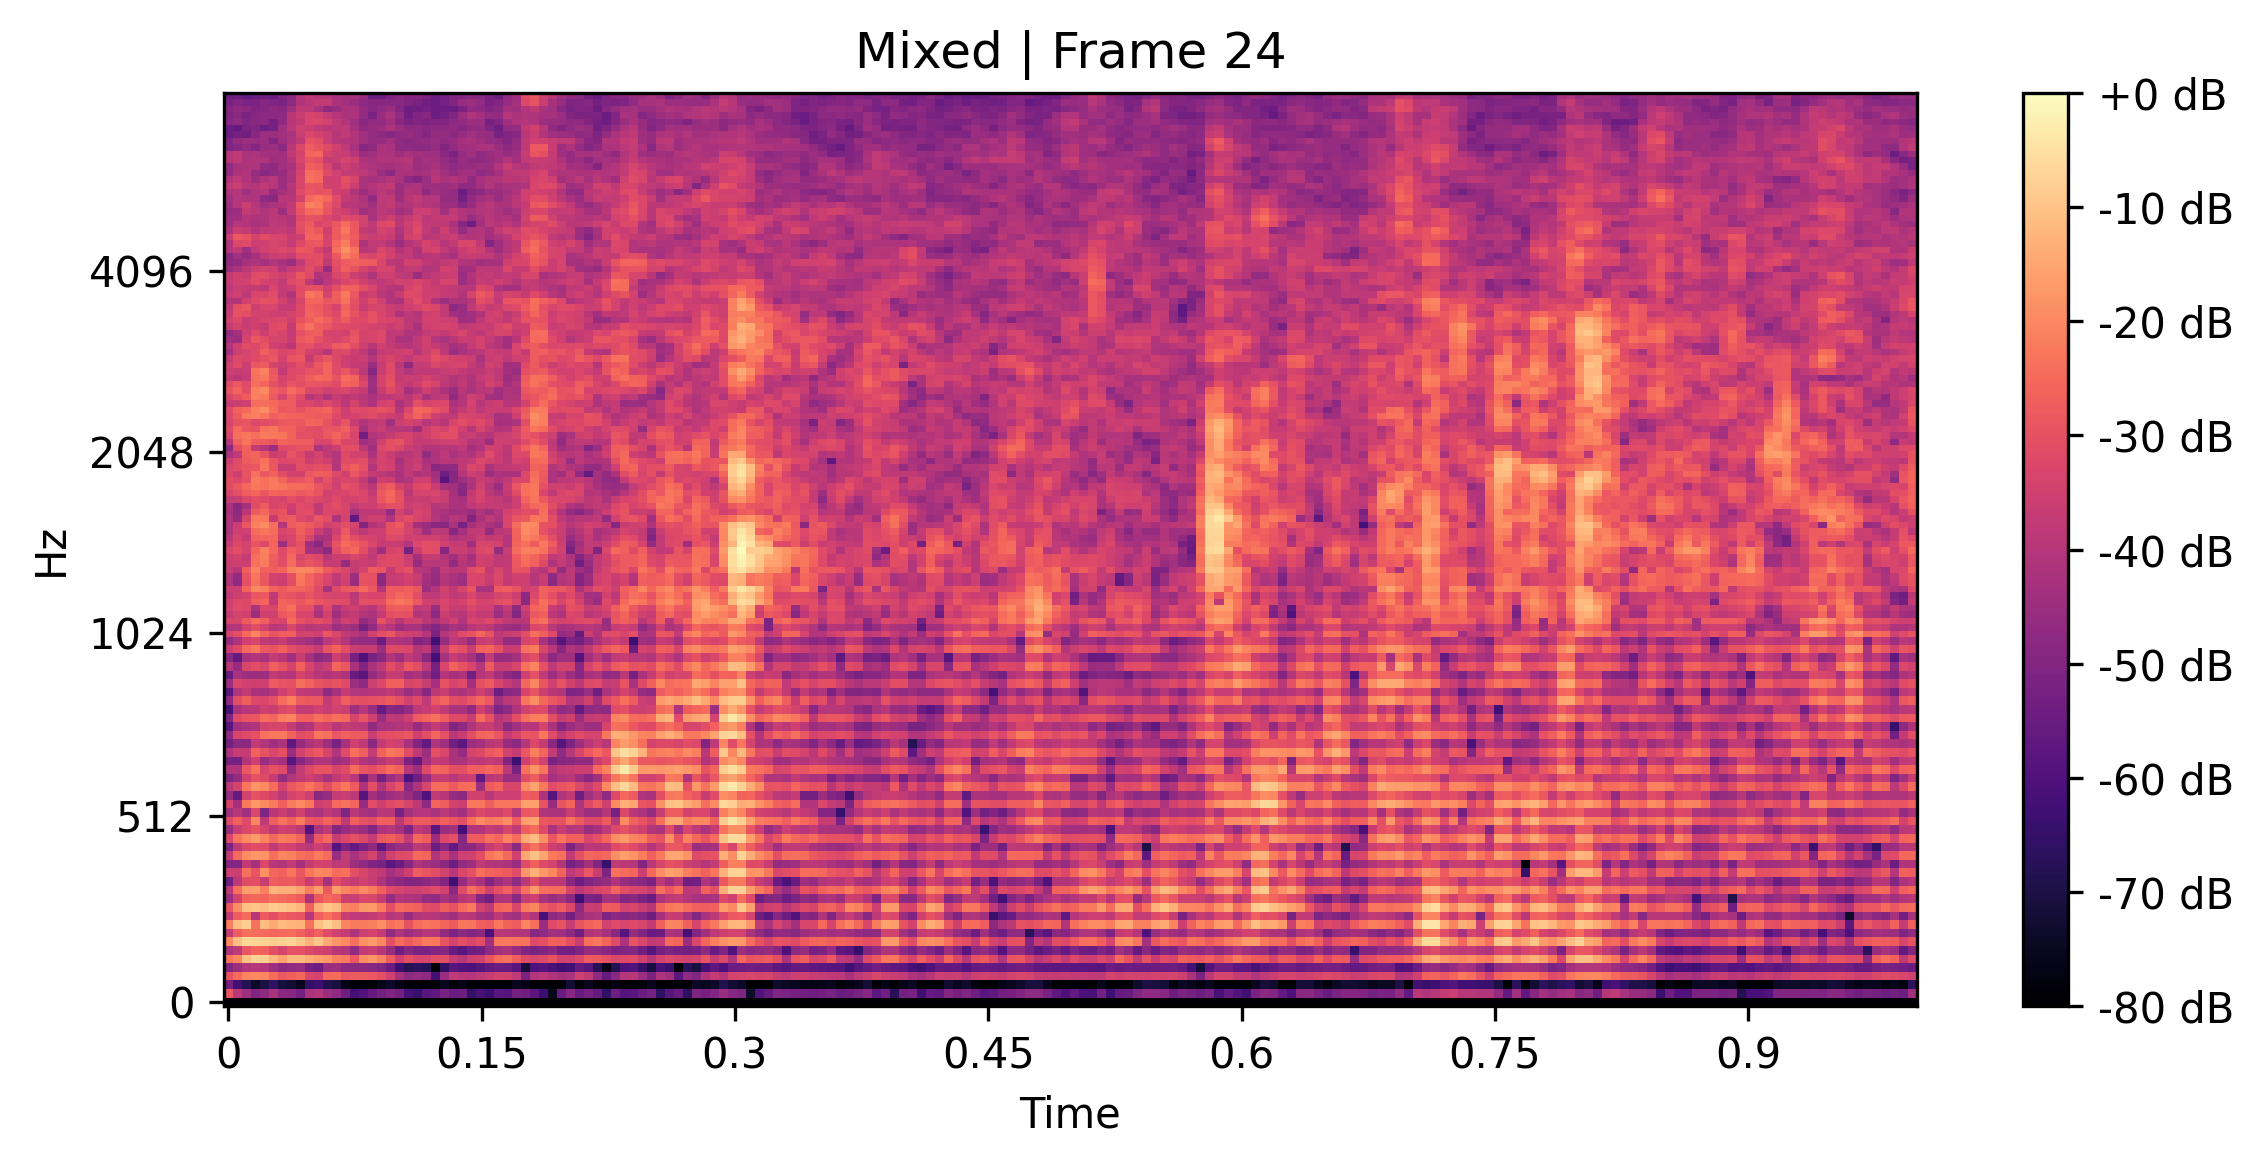 Mixed | Frame 24
+0 dB
-10 dB
-20 dB
-30 dB
-40 dB
-50 dB
-60 dB
-70 dB
-80 dB
4096
2048
1024
512
0
Hz
0 0.15 0.3 0.45 0.6 0.75 0.9
Time